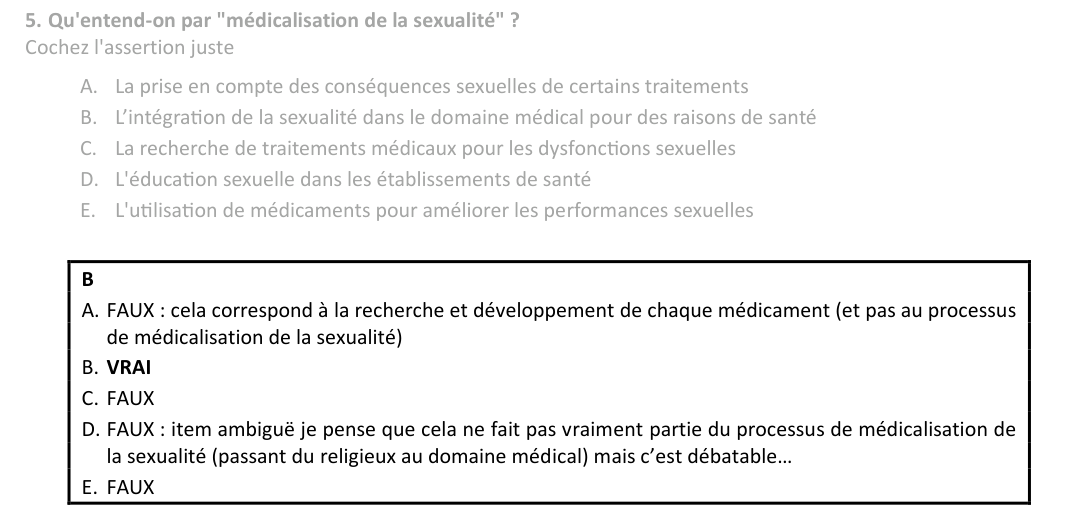 5. Qu'entend-on par "médicalisation de la sexualité" ?
Cochez l'assertion juste
A. La prise en compte des conséquences sexuelles de certains traitements
B. L’intégration de la sexualité dans le domaine médical pour des raisons de santé
C. La recherche de traitements médicaux pour les dysfonctions sexuelles
D. L'éducation sexuelle dans les établissements de santé
E. L'utilisation de médicaments pour améliorer les performances sexuelles
B
A. FAUX : cela correspond à la recherche et développement de chaque médicament (et pas au processus
de médicalisation de la sexualité)
B. VRAI
C. FAUX
D. FAUX : item ambiguë je pense que cela ne fait pas vraiment partie du processus de médicalisation de
la sexualité (passant du religieux au domaine médical) mais c’est débatable…
E. FAUX